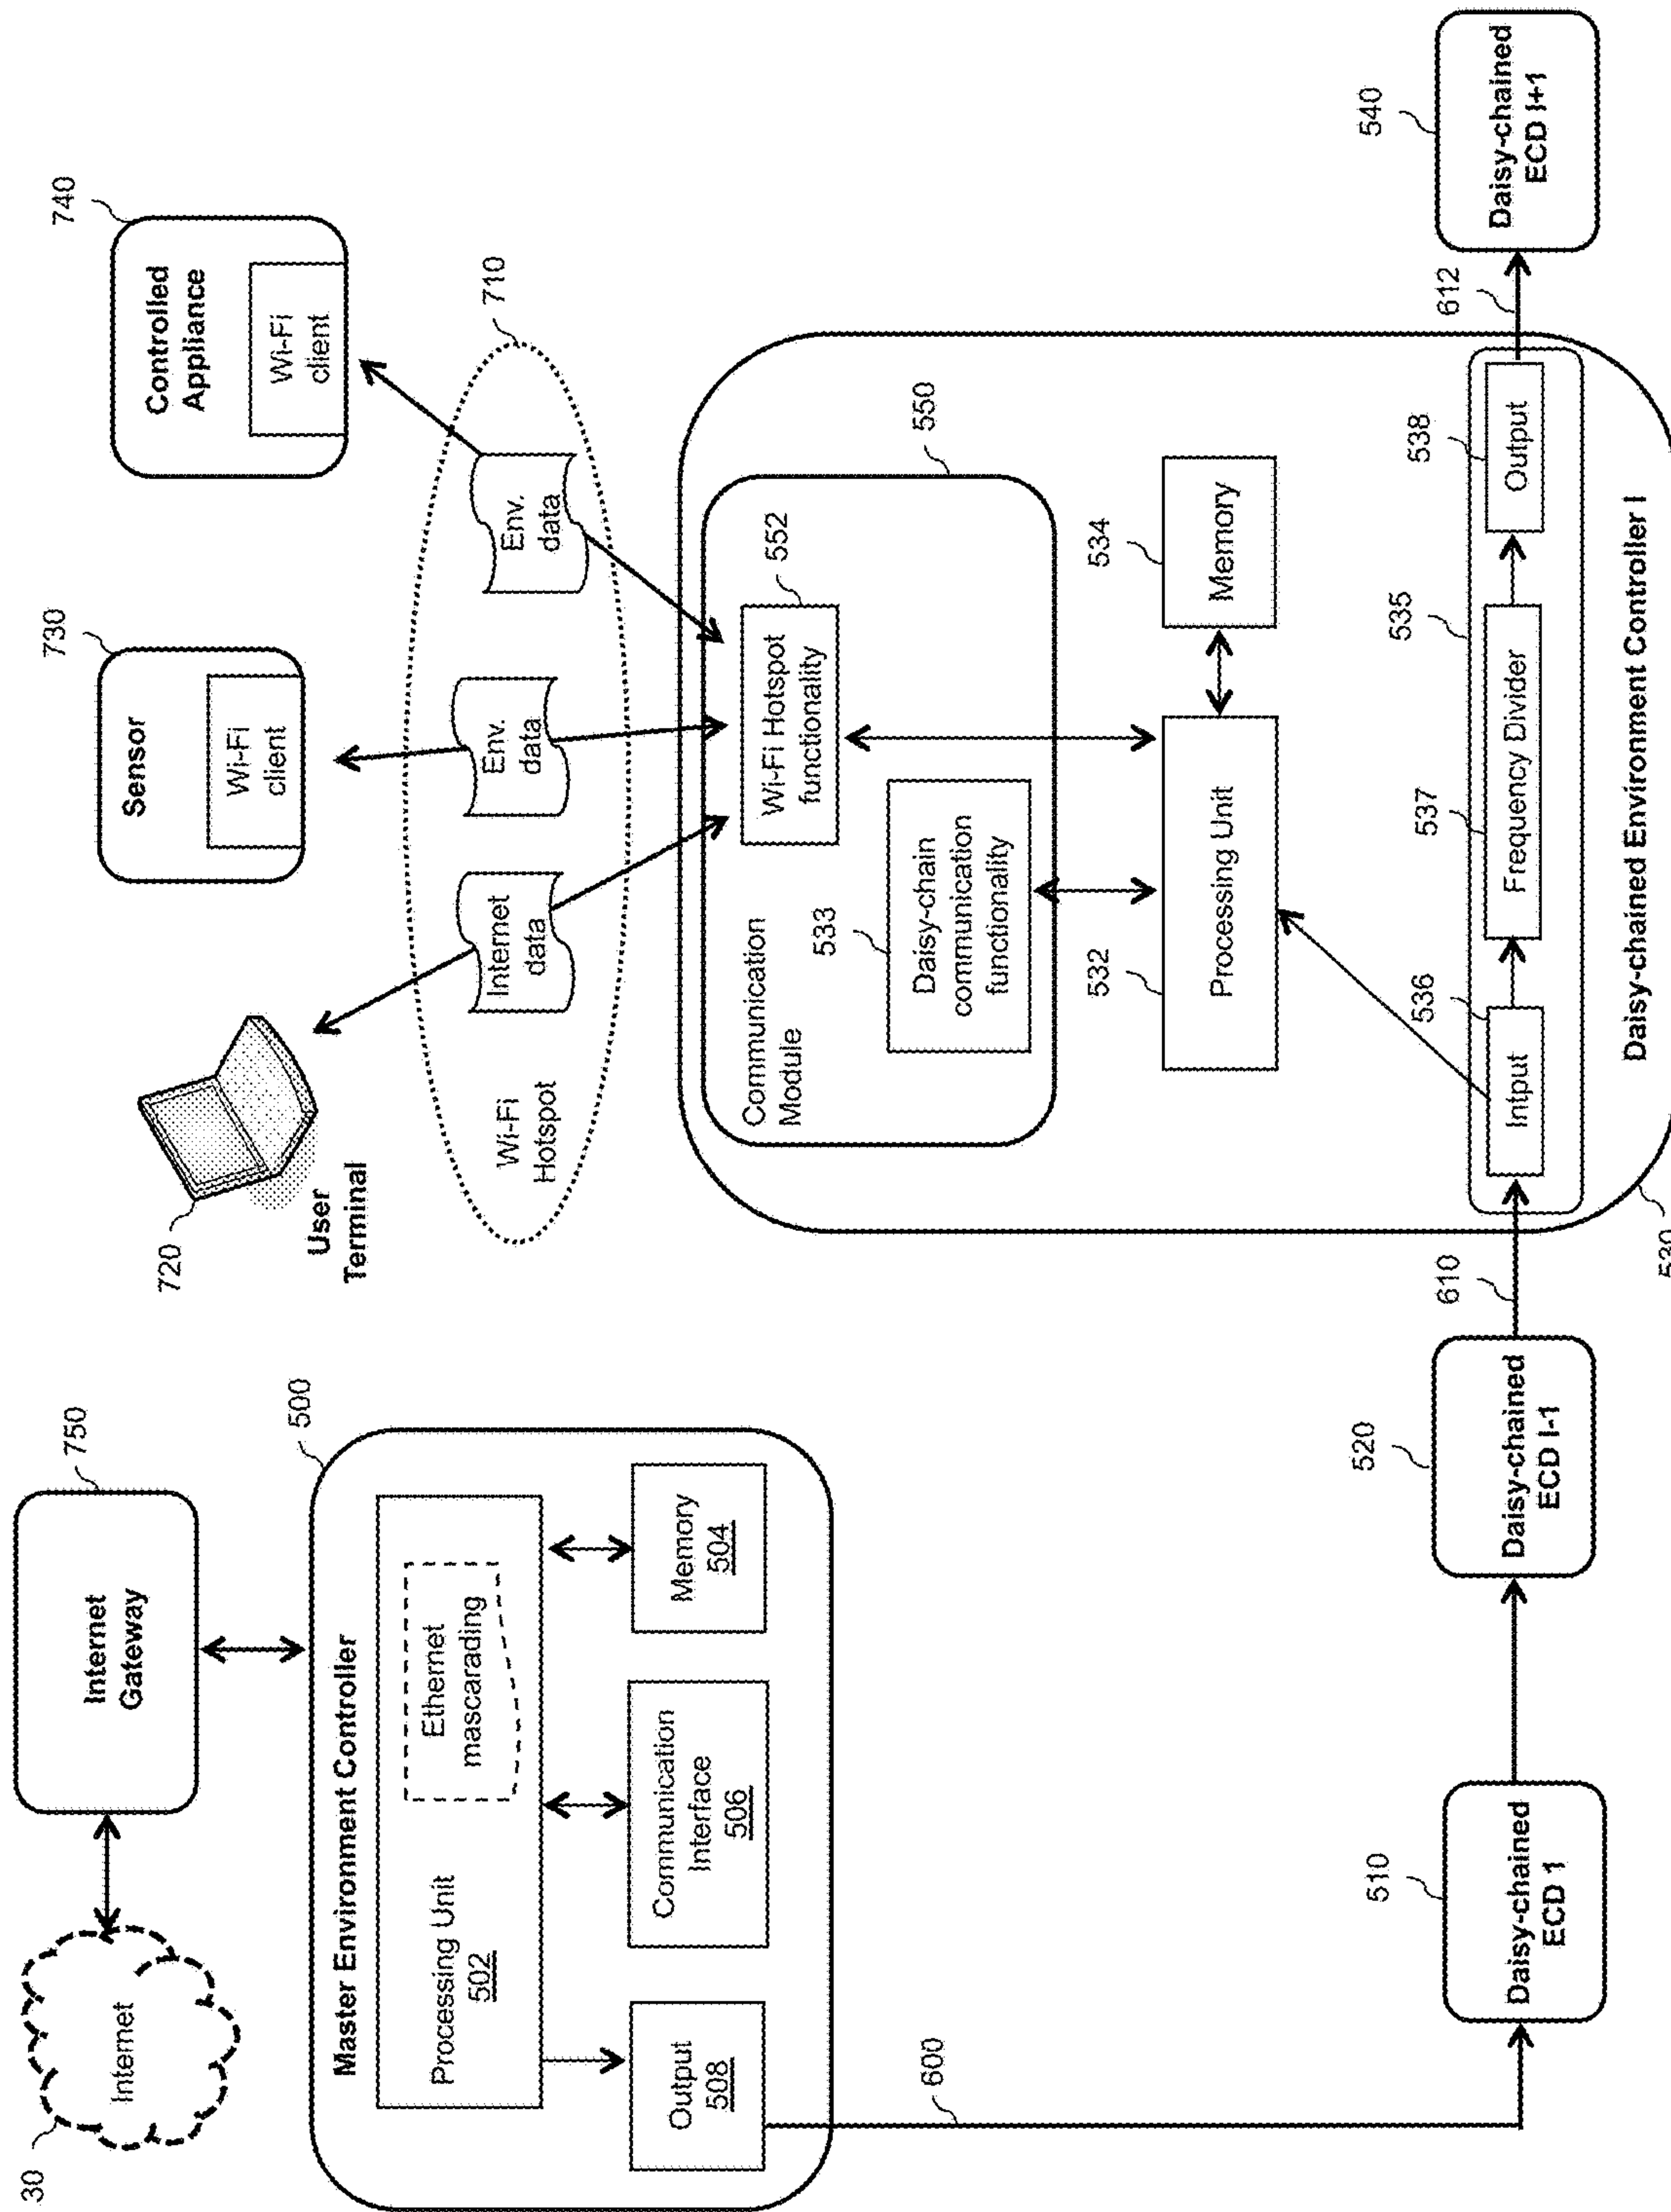 30
Internet
Internet
Gateway
750
500
Master Environment Controller
Processing Unit
502
Ethernet
mascarading
Output
508
Communication
Interface
506
Memory
504
600
510
Daisy-chained
ECD 1
520
Daisy-chained
ECD I-1
610
720
User
Terminal
730
Sensor
Wi-Fi
client
740
Controlled
Appliance
Wi-Fi
client
710
Wi-Fi
Hotspot
Internet
data
Env.
data
Env.
data
550
Communication
Module
552
Wi-Fi Hotspot
functionality
533
Daisy-chain
communication
functionality
532
Processing Unit
534
Memory
535
536
Intput
537
Frequency Divider
538
Output
Daisy-chained Environment Controller I
530
612
540
Daisy-chained
ECD I+1